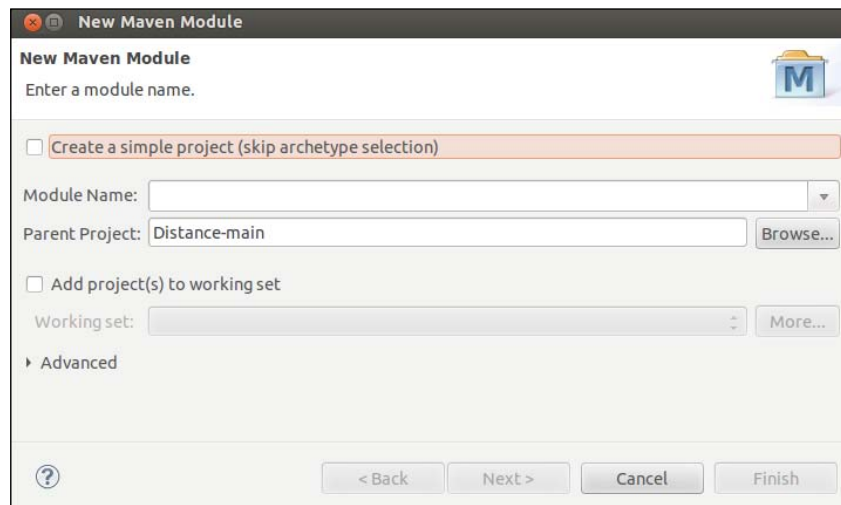 New Maven Module
New Maven Module
Enter a module name.
M
Create a simple project (skip archetype selection)
Module Name:
Parent Project: Distance-main Browse...
Add project(s) to working set
Working set: More...
Advanced
? < Back Next > Cancel Finish